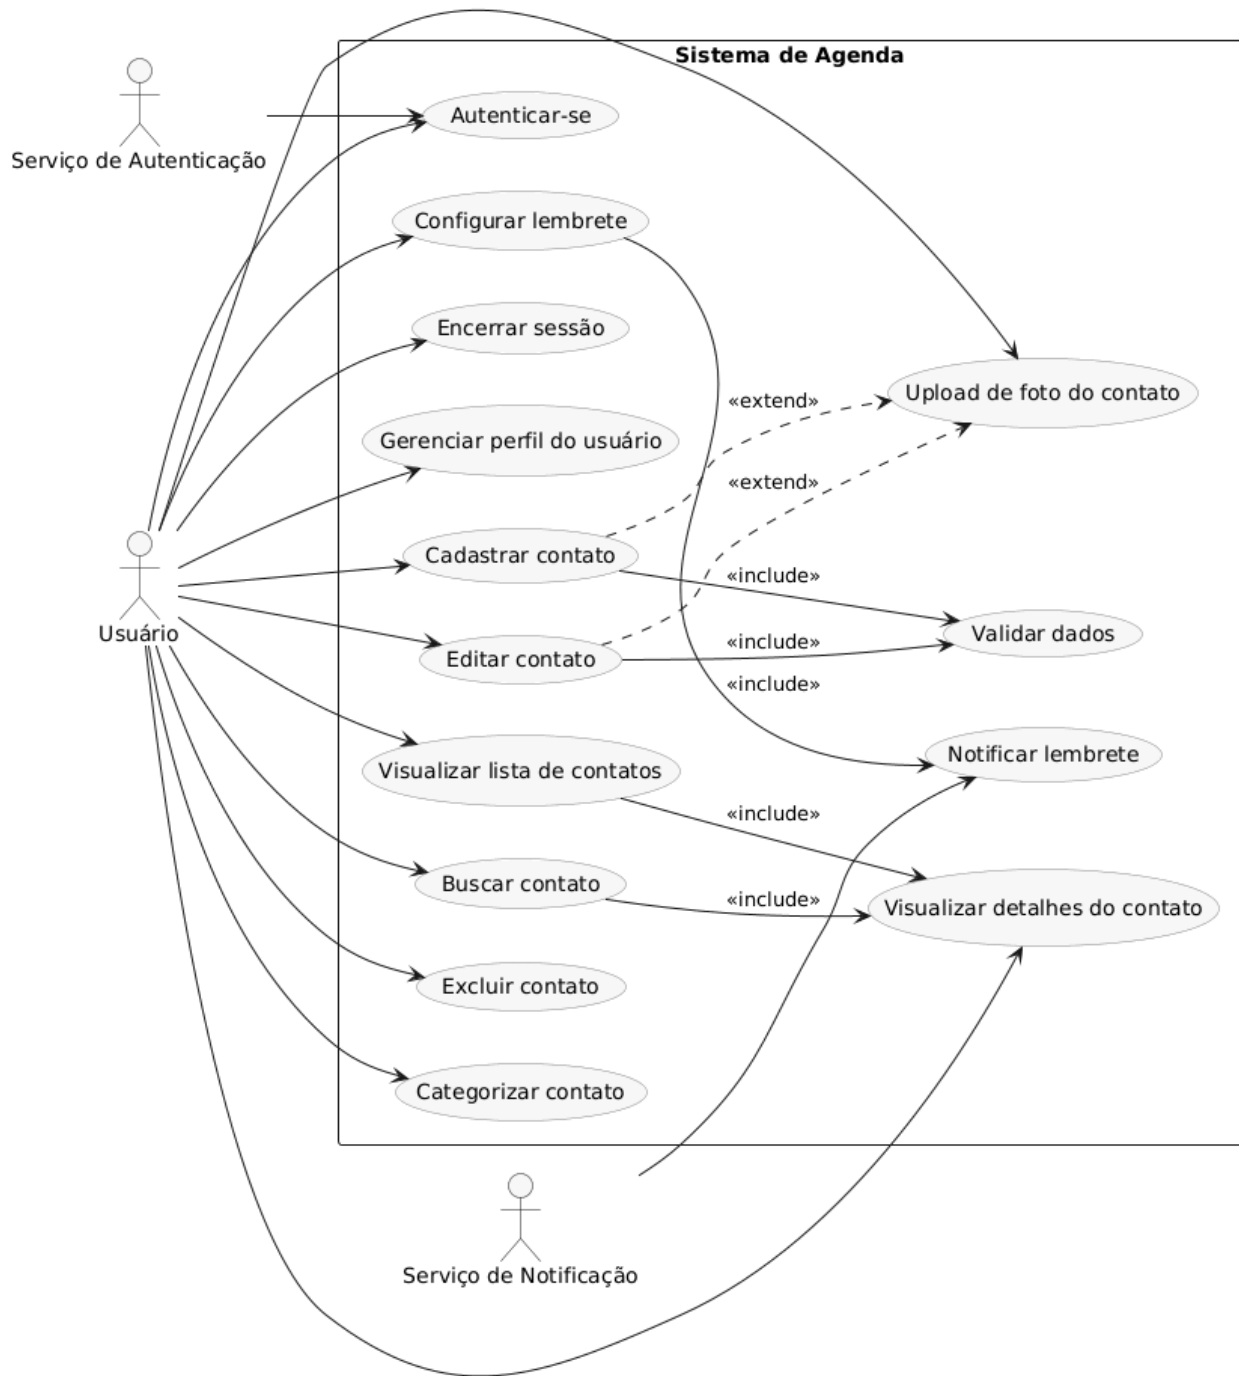 Sistema de Agenda
Autenticar-se
Serviço de Autenticação
Configurar lembrete
Encerrar sessão
Upload de foto do contato
«extend»
Gerenciar perfil do usuário
«extend»
Cadastrar contato
«include»
Usuário
Validar dados
«include»
Editar contato
«include»
Notificar lembrete
Visualizar lista de contatos
«include»
Buscar contato
«include»
Visualizar detalhes do contato
Excluir contato
Categorizar contato
Serviço de Notificação